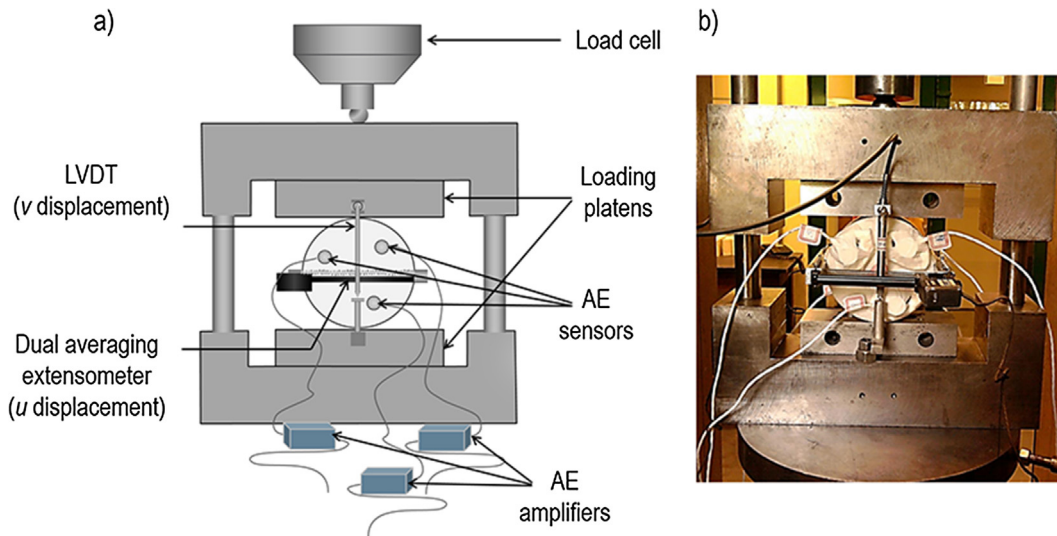 a)
b)
Load cell
LVDT
(v displacement)
Loading
platens
AE
sensors
Dual averaging
extensometer
(u displacement)
AE
amplifiers